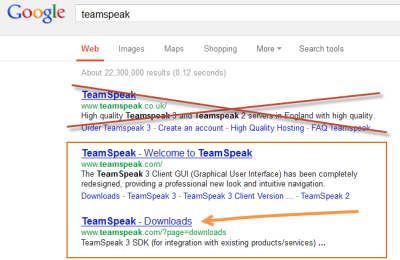 Google
teamspeak
Web Images Maps Shopping More Search tools
About 22,300,000 results (0.12 seconds)
TeamSpeak
www.teamspeak.co.uk/
High quality Teamspeak 3 and Teamspeak 2 servers in England with high quality.
Order Teamspeak 3 - Create an account - High Quality Hosting - FAQ Teamspeak
TeamSpeak - Welcome to TeamSpeak
www.teamspeak.com/
The TeamSpeak 3 Client GUI (Graphical User Interface) has been completely
redesigned, providing a professional new look and intuitive navigation.
Downloads - TeamSpeak 3 - TeamSpeak 3 Client Version ... - TeamSpeak 2
TeamSpeak - Downloads
www.teamspeak.com/?page=downloads
TeamSpeak 3 SDK (for integration with existing products/services) ...